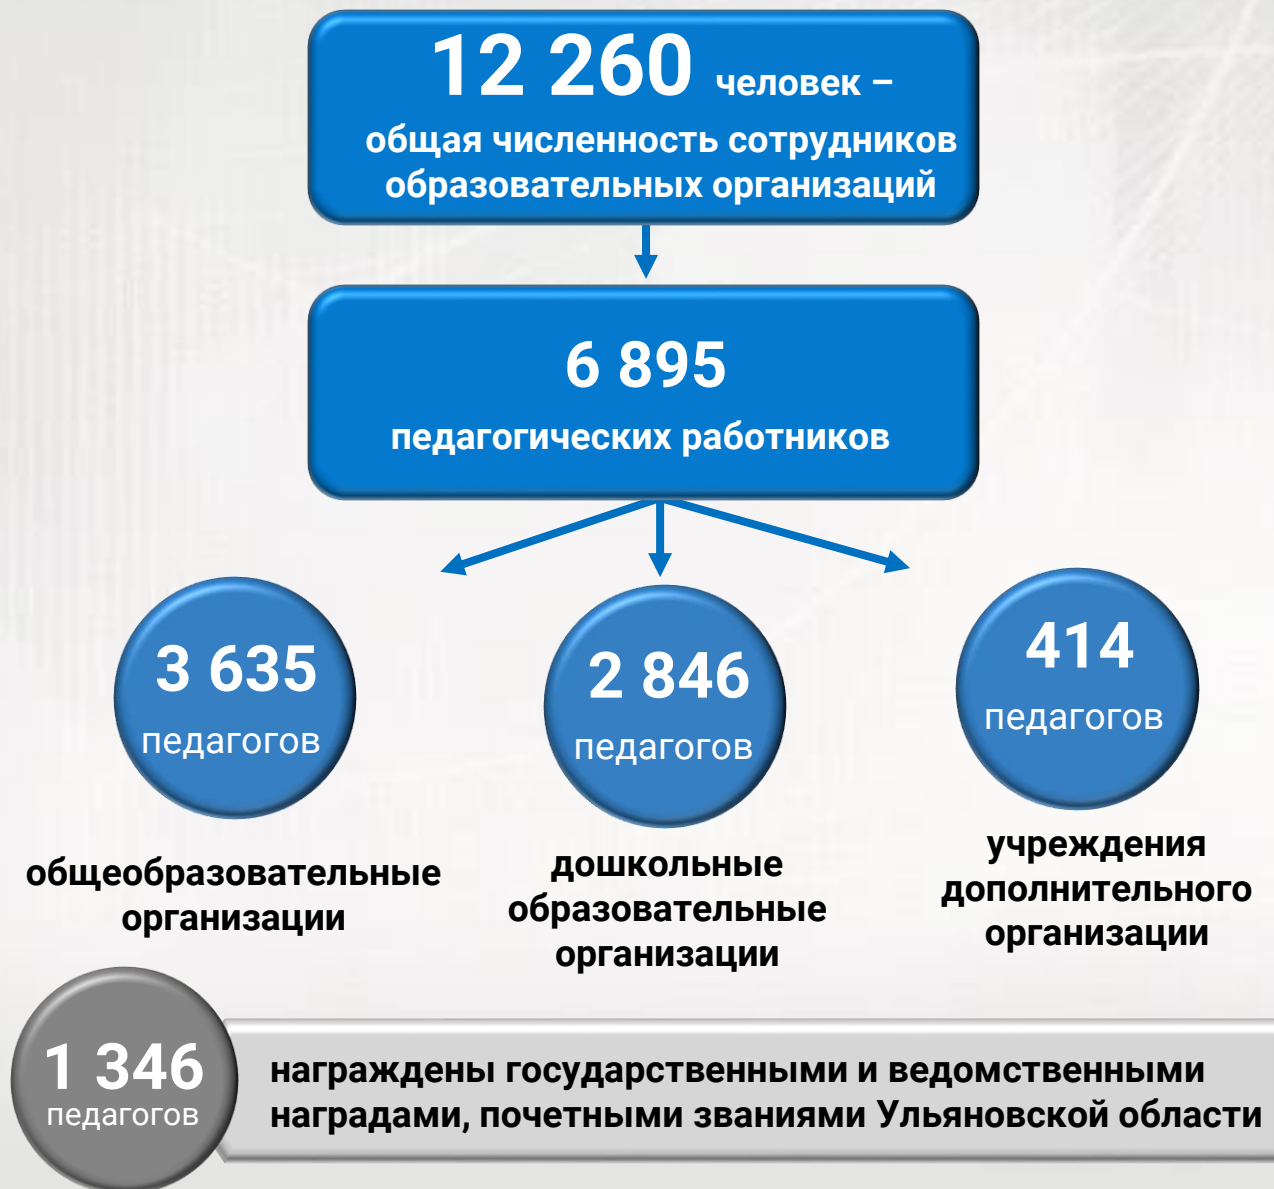 12 260 человек –
общая численность сотрудников
образовательных организаций
6 895
педагогических работников
3 635
педагогов
общеобразовательные
организации
2 846
педагогов
дошкольные
образовательные
организации
414
педагогов
учреждения
дополнительного
организации
1 346
педагогов
награждены государственными и ведомственными
наградами, почетными званиями Ульяновской области